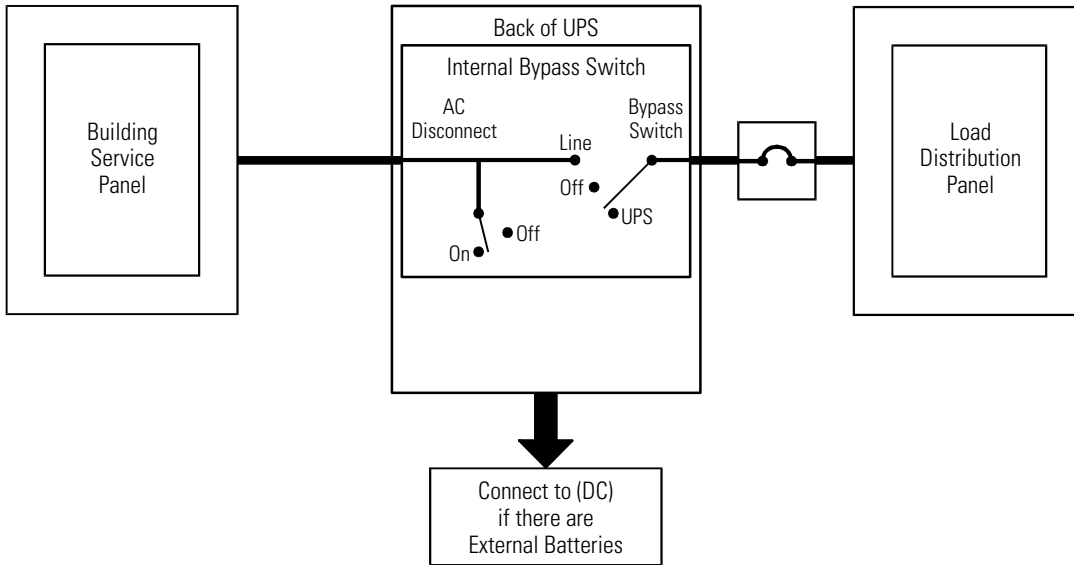 Back of UPS
Internal Bypass Switch
Building
Service
Panel
AC
Disconnect
Line
Bypass
Switch
Off
UPS
Off
On
Load
Distribution
Panel
Connect to (DC)
if there are
External Batteries